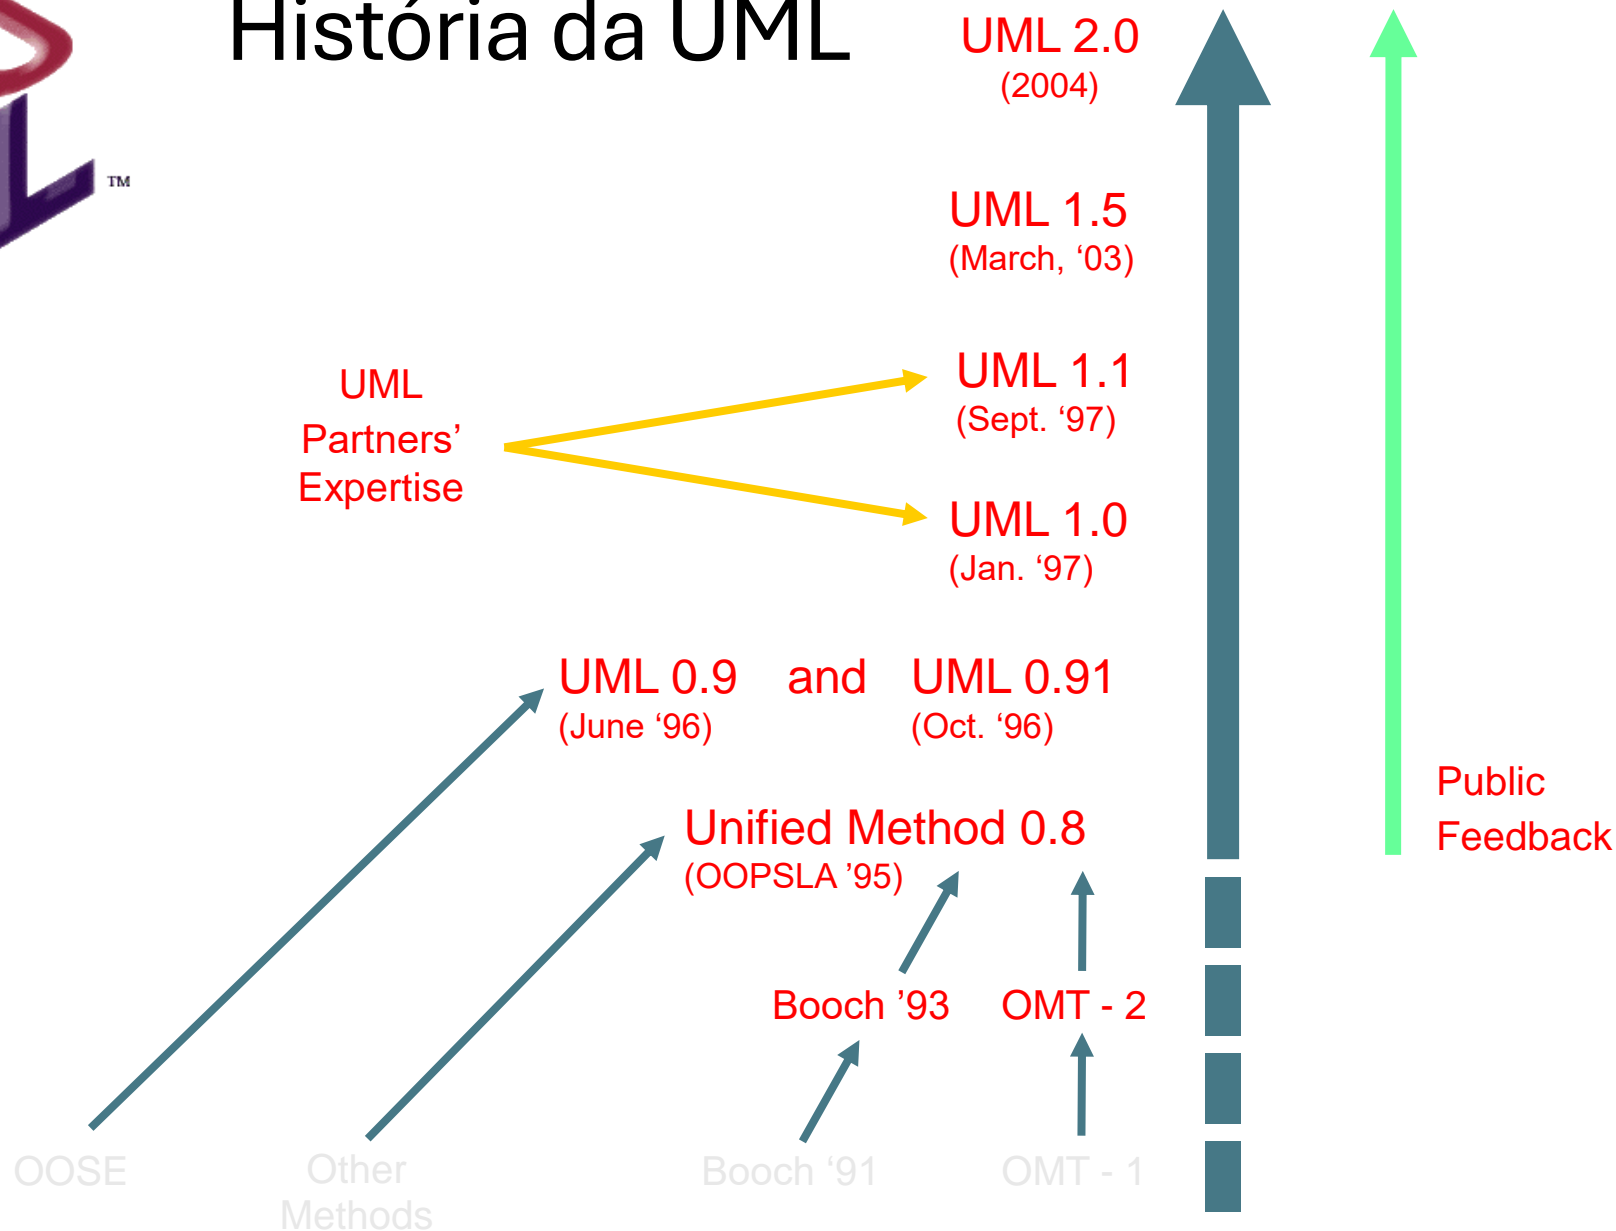 História da UML
UML 2.0
(2004)
TM
UML 1.5
(March, ‘03)
UML
Partners’
Expertise
UML 1.1
(Sept. ‘97)
UML 1.0
(Jan. ‘97)
UML 0.9 and UML 0.91
(June ‘96) (Oct. ‘96)
Public
Feedback
Unified Method 0.8
(OOPSLA ’95)
Booch ’93 OMT - 2
OOSE
Other
Methods
Booch ‘91
OMT - 1